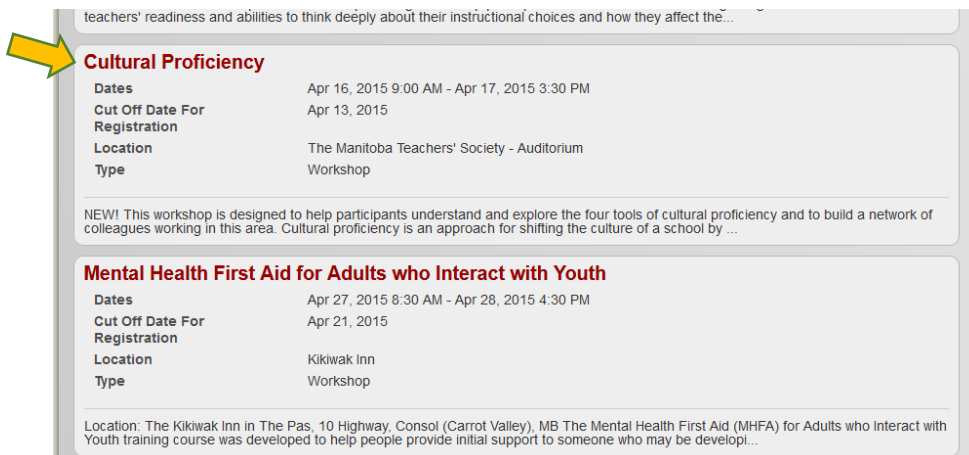 teachers' readiness and abilities to think deeply about their instructional choices and how they affect the...
Cultural Proficiency
Dates Apr 16, 2015 9:00 AM - Apr 17, 2015 3:30 PM
Cut Off Date For Apr 13, 2015
Registration
Location The Manitoba Teachers' Society - Auditorium
Type Workshop
NEW! This workshop is designed to help participants understand and explore the four tools of cultural proficiency and to build a network of
colleagues working in this area. Cultural proficiency is an approach for shifting the culture of a school by ...
Mental Health First Aid for Adults who Interact with Youth
Dates Apr 27, 2015 8:30 AM - Apr 28, 2015 4:30 PM
Cut Off Date For Apr 21, 2015
Registration
Location Kikiwak Inn
Type Workshop
Location: The Kikiwak Inn in The Pas, 10 Highway, Consol (Carrot Valley), MB The Mental Health First Aid (MHFA) for Adults who Interact with
Youth training course was developed to help people provide initial support to someone who may be developi...